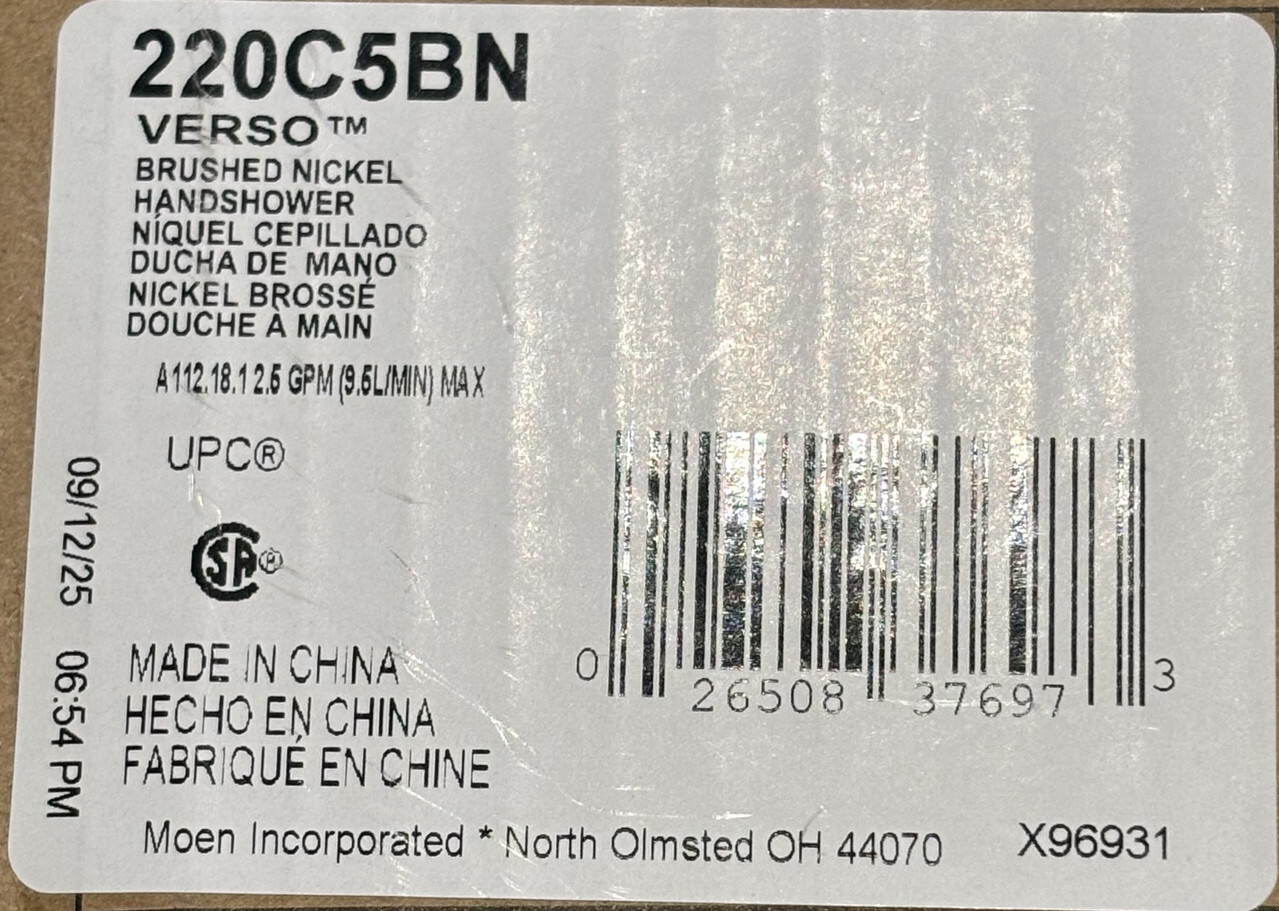 220C5BN
VERSO™
BRUSHED NICKEL
HANDSHOWER
NÍQUEL CEPILLADO
DUCHA DE MANO
NICKEL BROSSÉ
DOUCHE À MAIN
A112.18.1 2.5 GPM (9.5L/MIN) MAX
UPC®
SA®
09/12/25 06:54 PM
MADE IN CHINA
HECHO EN CHINA
FABRIQUÉ EN CHINE
0 26508 37697 3
Moen Incorporated * North Olmsted OH 44070 X96931